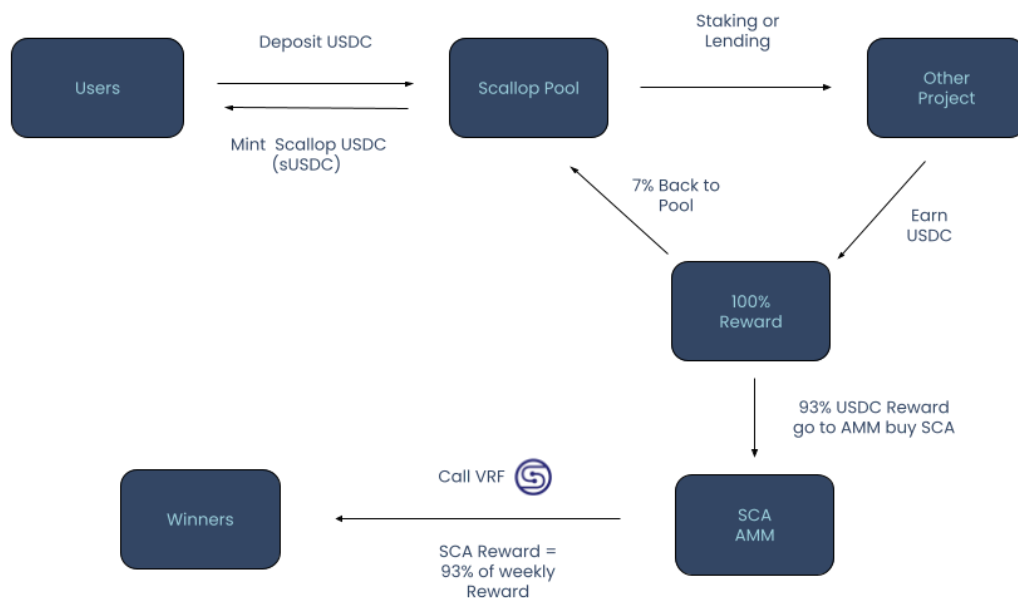 Deposit USDC
Staking or
Lending
Users
Scallop Pool
Other
Project
Mint Scallop USDC
(sUSDC)
7% Back to
Pool
Earn
USDC
100%
Reward
93% USDC Reward
go to AMM buy SCA
Call VRF
Winners
SCA
AMM
SCA Reward =
93% of weekly
Reward